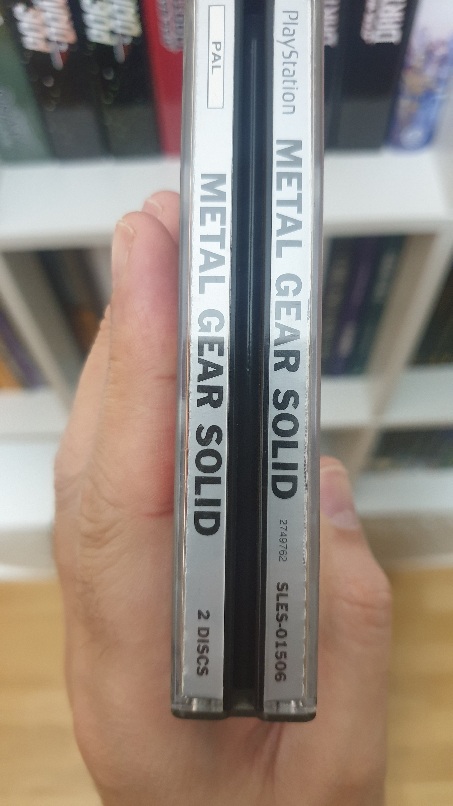 PAL
METAL GEAR SOLID
2 DISCS
PlayStation
METAL GEAR SOLID
2749762
SLES-01506